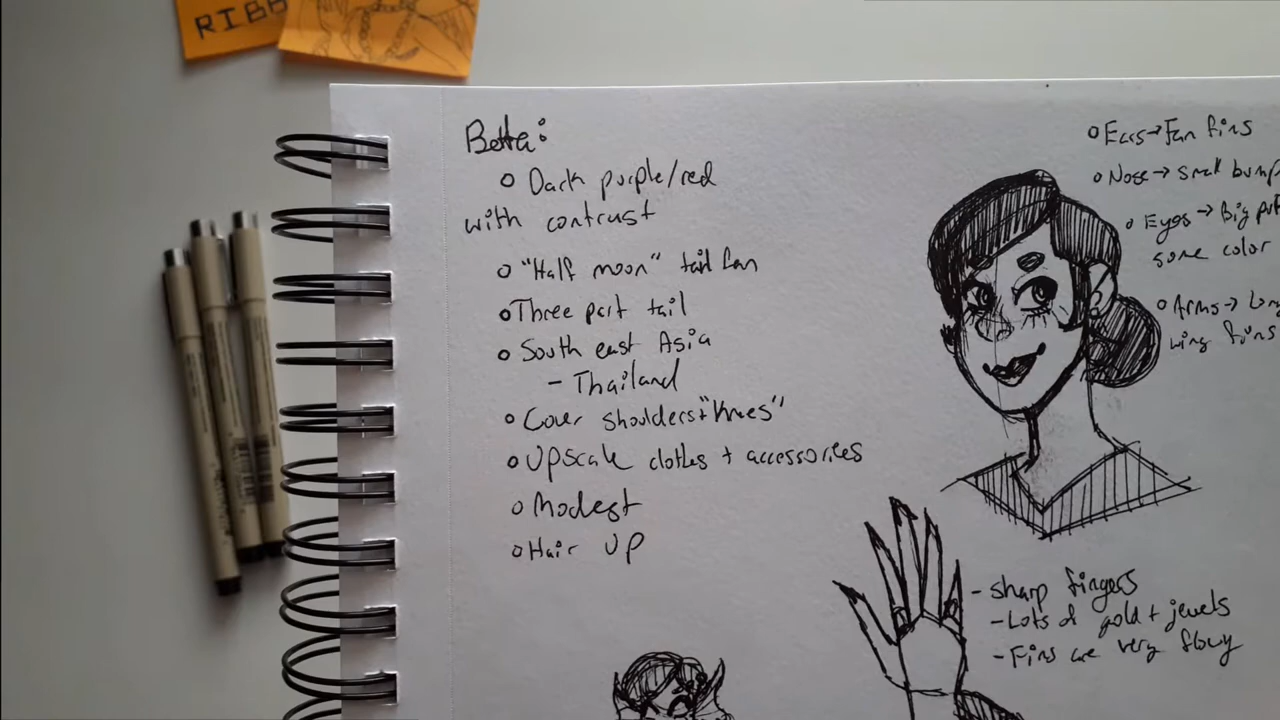 RIBB
Betta:
o Dark purple/red
with contrast
o "Half moon" tail fan
o Three part tail
o South east Asia
- Thailand
o Cover shoulders + "knees"
o Upscale clothes + accessories
o Modest
o Hair up
o Ears → Fan fins
o Nose → small bump
o Eyes → Big
some color
o Arms →
wing fins
- sharp fingers
- Lots of gold + jewels
- Fins are very flowy